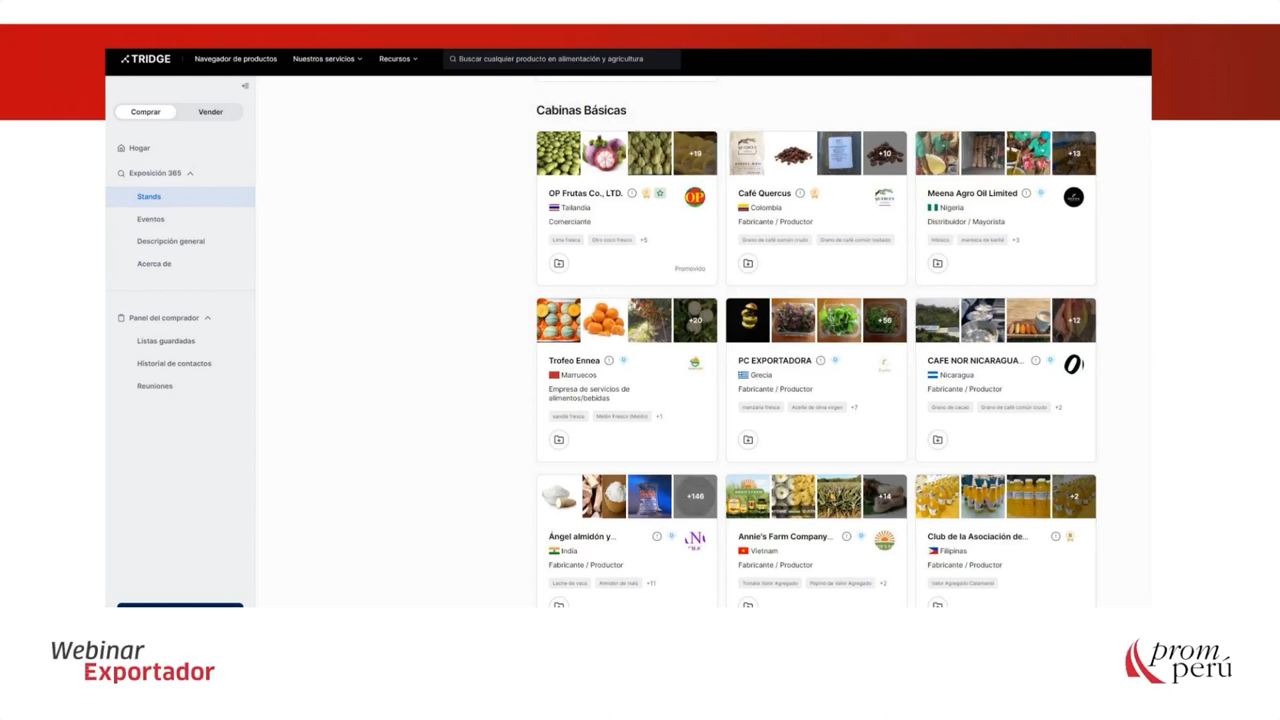 TRIDGE
Navegador de productos
Nuestros servicios
Recursos
Buscar cualquier producto en alimentación y agricultura
Comprar
Vender
Hogar
Exposición 365
Stands
Eventos
Descripción general
Acerca de
Panel del comprador
Listas guardadas
Historial de contactos
Reuniones
Cabinas Básicas
+19
OP Frutas Co., LTD.
OP
Tailandia
Comerciante
Lima fresca
Otro coco fresco
+5
Promovido
+10
Café Quercus
Colombia
Fabricante / Productor
Grano de café común crudo
Grano de café común tostado
+13
Meena Agro Oil Limited
Nigeria
Distribuidor / Mayorista
manteca de karité
+3
+20
Trofeo Ennea
Marruecos
Empresa de servicios de
alimentos/bebidas
sandía fresca
Melón Fresco (Melón)
+1
+56
PC EXPORTADORA
Grecia
Fabricante / Productor
manzana fresca
Aceite de oliva virgen
+7
+12
CAFE NOR NICARAGUA...
Nicaragua
Fabricante / Productor
Grano de cacao
Grano de café común crudo
+2
+146
Ángel almidón y...
India
Fabricante / Productor
Leche de vaca
Almidón de maíz
+11
+14
Annie's Farm Company...
Vietnam
Fabricante / Productor
Tomate Valor Agregado
Pepino de Valor Agregado
+2
+2
Club de la Asociación de...
Filipinas
Fabricante / Productor
Valor Agregado Calamansi
Webinar
Exportador
prom
perú